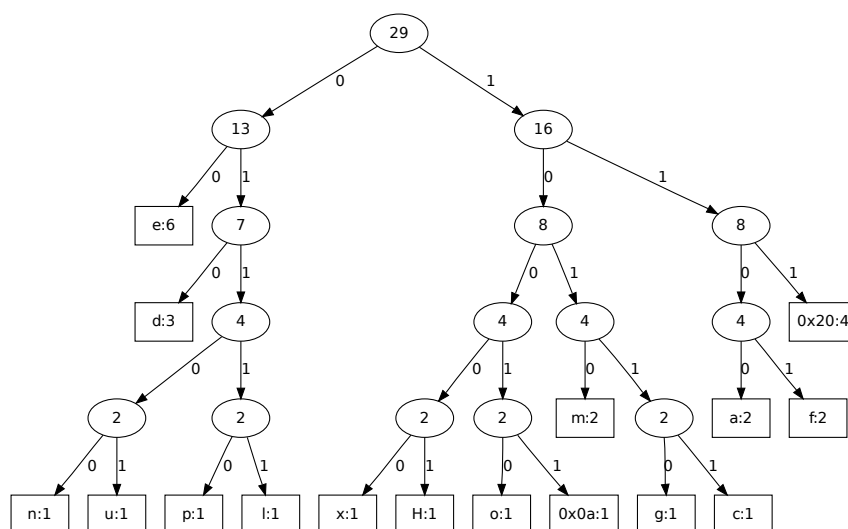 29
0 1
13 16
0 1 0 1
e:6 7 8 8
0 1 0 1 0 1
d:3 4 4 4 4 0x20:4
0 1 0 1 0 1 0 1
2 2 2 2 m:2 2 a:2 f:2
0 1 0 1 0 1 0 1 0 1
n:1 u:1 p:1 l:1 x:1 H:1 o:1 0x0a:1 g:1 c:1